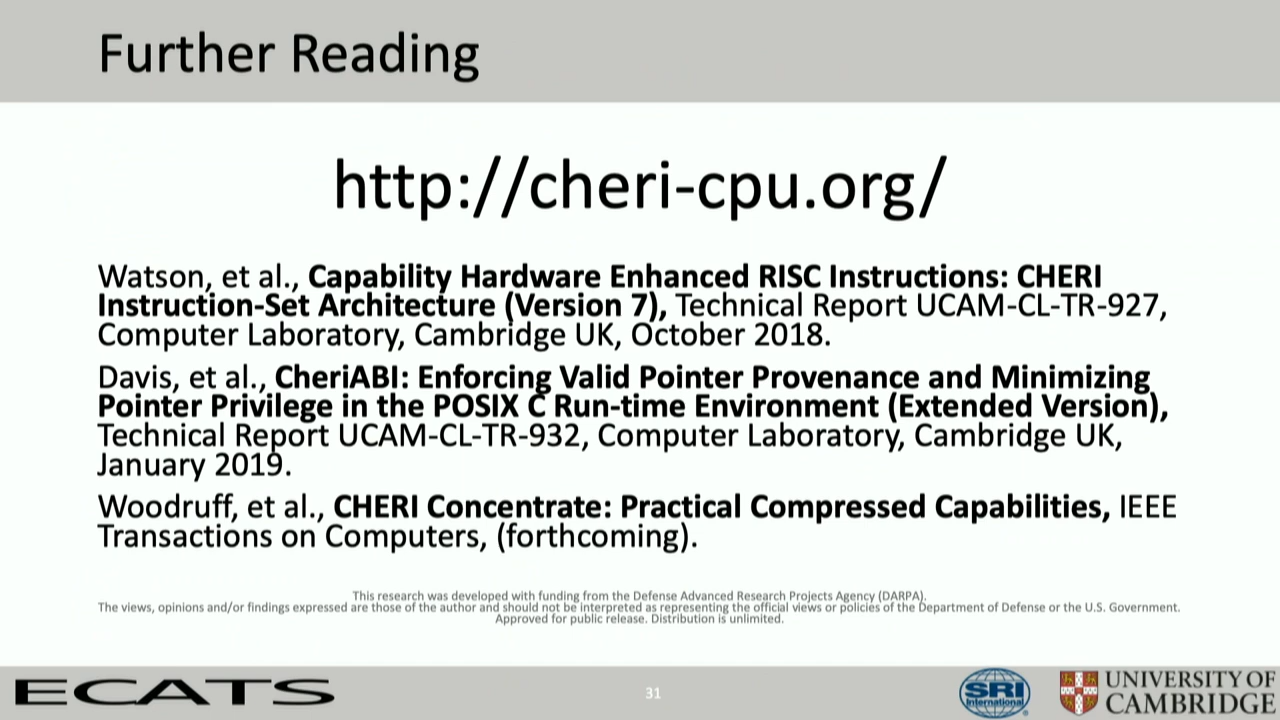 Further Reading
http://cheri-cpu.org/
Watson, et al., Capability Hardware Enhanced RISC Instructions: CHERI
Instruction-Set Architecture (Version 7), Technical Report UCAM-CL-TR-927,
Computer Laboratory, Cambridge UK, October 2018.
Davis, et al., CheriABI: Enforcing Valid Pointer Provenance and Minimizing
Pointer Privilege in the POSIX C Run-time Environment (Extended Version),
Technical Report UCAM-CL-TR-932, Computer Laboratory, Cambridge UK,
January 2019.
Woodruff, et al., CHERI Concentrate: Practical Compressed Capabilities, IEEE
Transactions on Computers, (forthcoming).
This research was developed with funding from the Defense Advanced Research Projects Agency (DARPA).
The views, opinions and/or findings expressed are those of the author and should not be interpreted as representing the official views or policies of the Department of Defense or the U.S. Government.
Approved for public release. Distribution is unlimited.
ECATS
31
SRI
International
UNIVERSITY OF
CAMBRIDGE